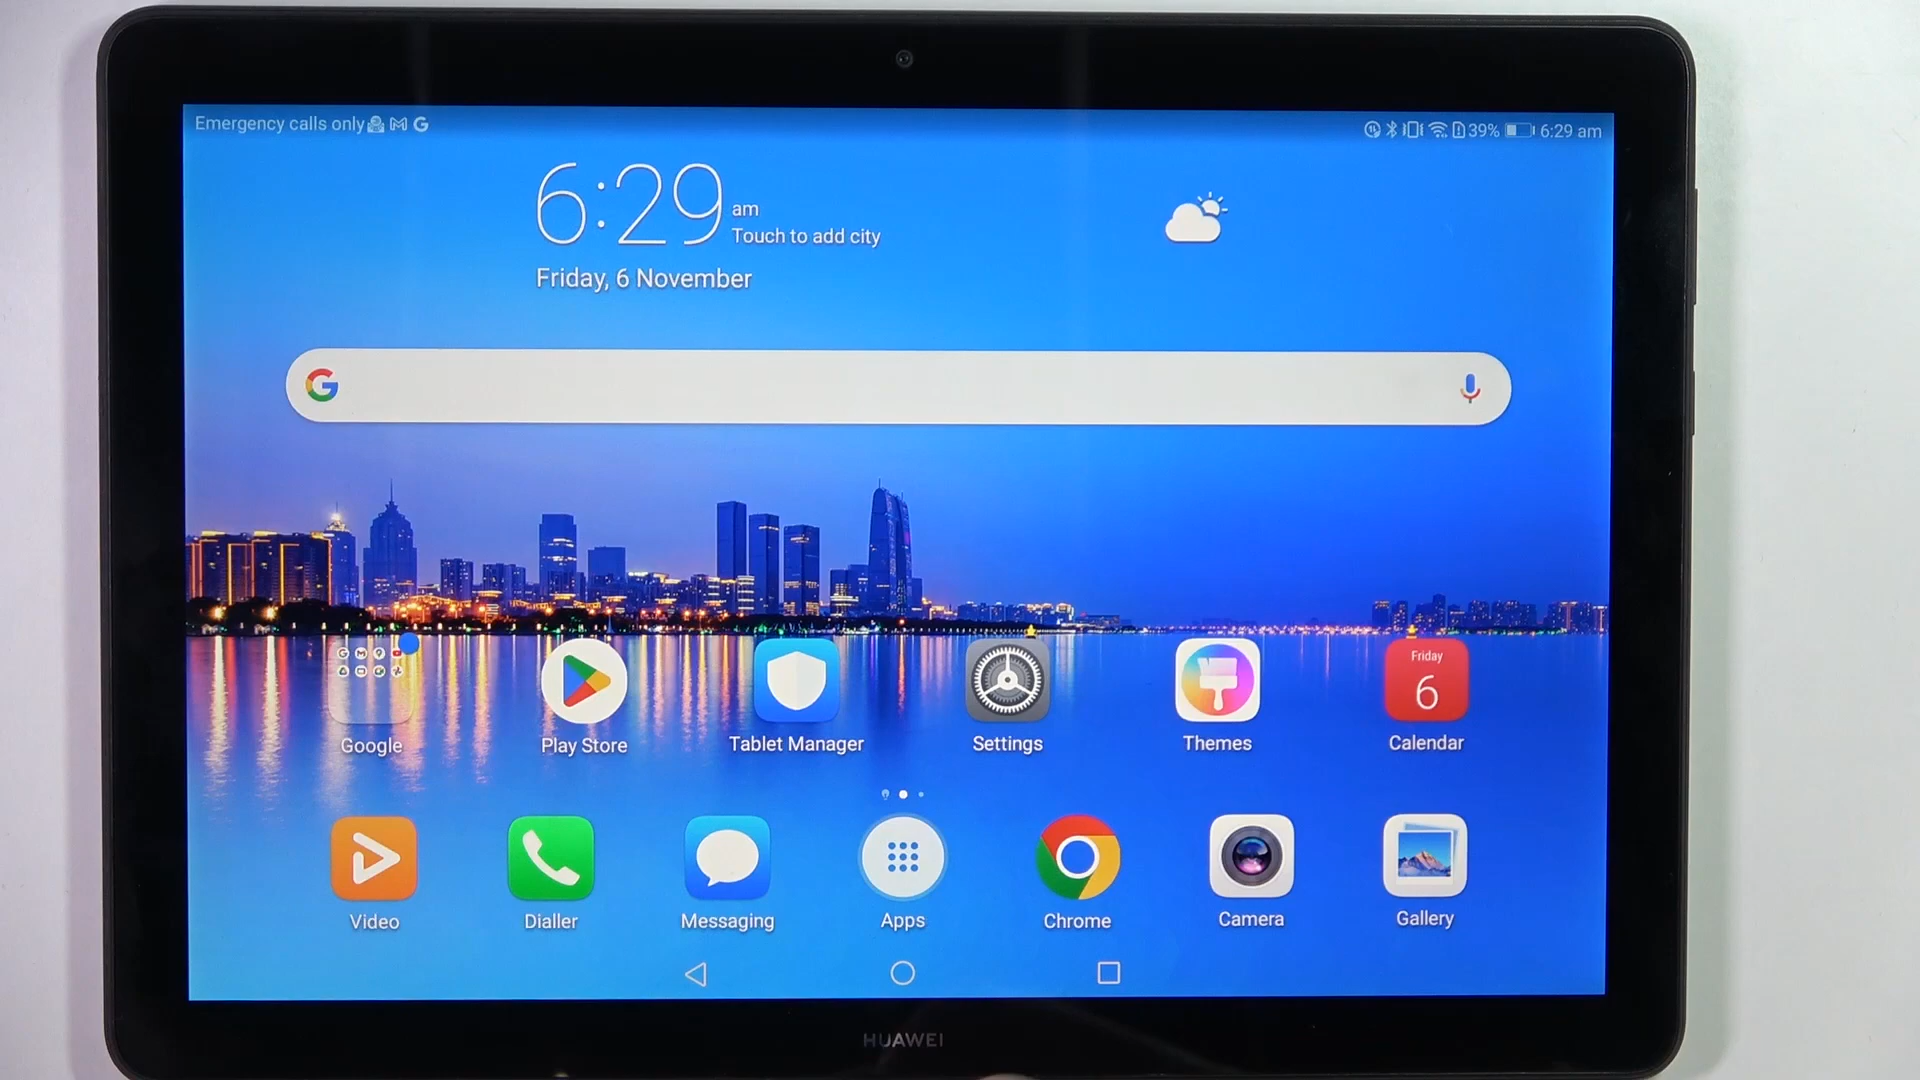 Emergency calls only
39% 6:29 am
6:29 am
Touch to add city
Friday, 6 November
Google
Play Store
Tablet Manager
Settings
Themes
Friday
6
Calendar
Video
Dialler
Messaging
Apps
Chrome
Camera
Gallery
HUAWEI